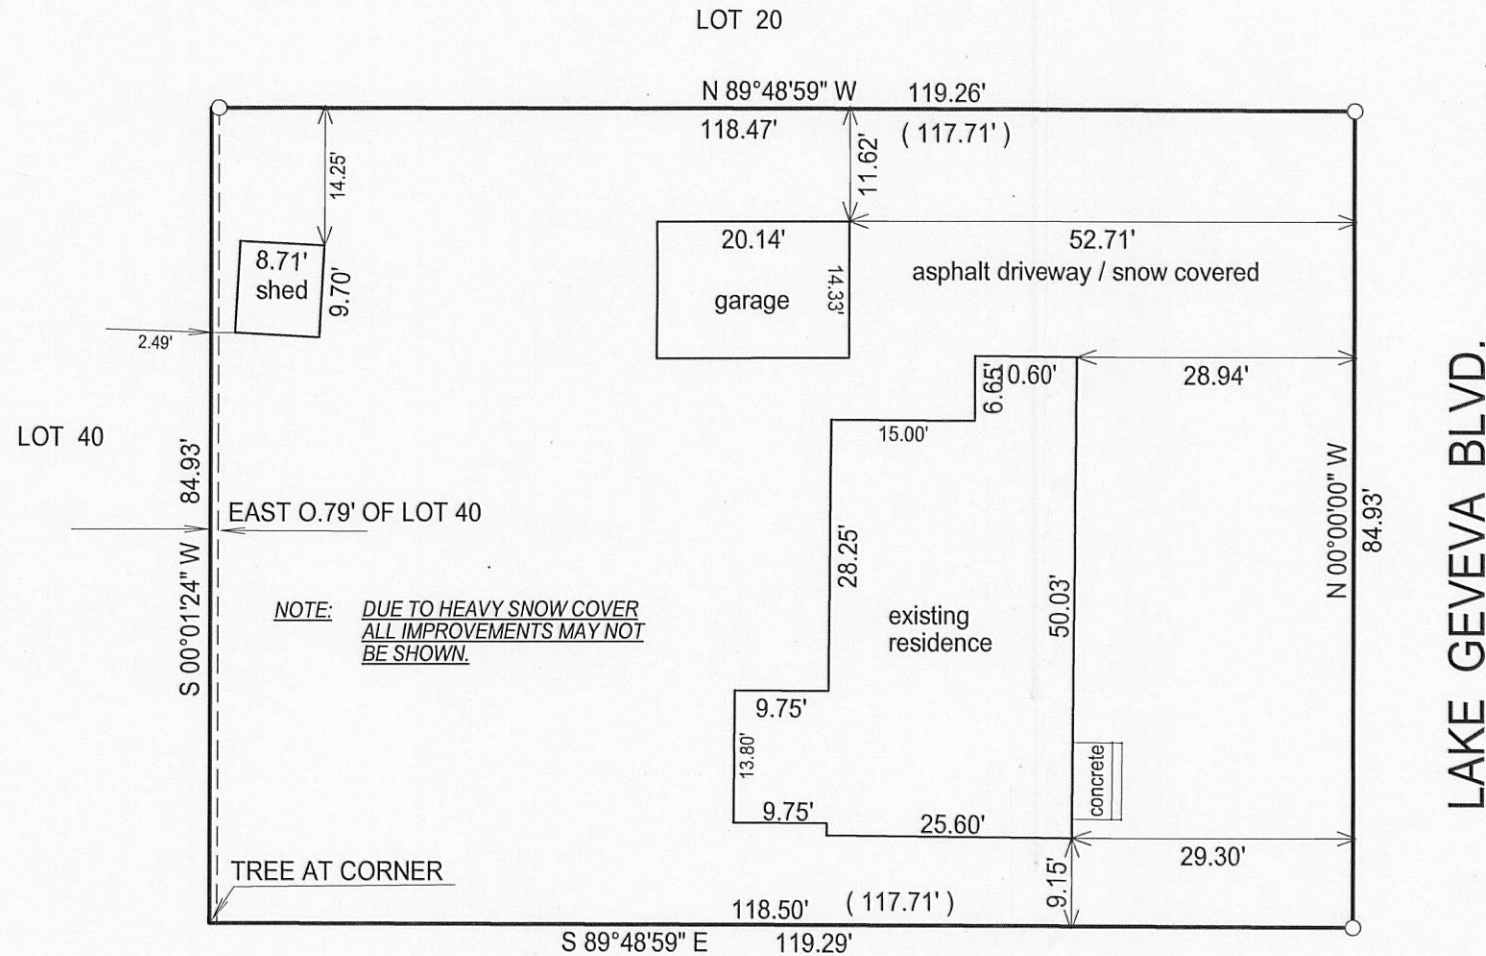 LOT 20
N 89°48'59" W 119.26'
118.47' ( 117.71' )
11.62'
14.25'
20.14'
52.71'
8.71'
shed
9.70'
garage
14.33'
asphalt driveway / snow covered
2.49'
6.65'
10.60'
28.94'
15.00'
LOT 40
S 00°01'24" W 84.93'
EAST O.79' OF LOT 40
28.25'
50.03'
N 00°00'00" W
84.93'
LAKE GEVEVA BLVD.
NOTE: DUE TO HEAVY SNOW COVER
ALL IMPROVEMENTS MAY NOT
BE SHOWN.
existing
residence
9.75'
13.80'
concrete
9.75'
25.60'
29.30'
TREE AT CORNER
9.15'
118.50' ( 117.71' )
S 89°48'59" E 119.29'